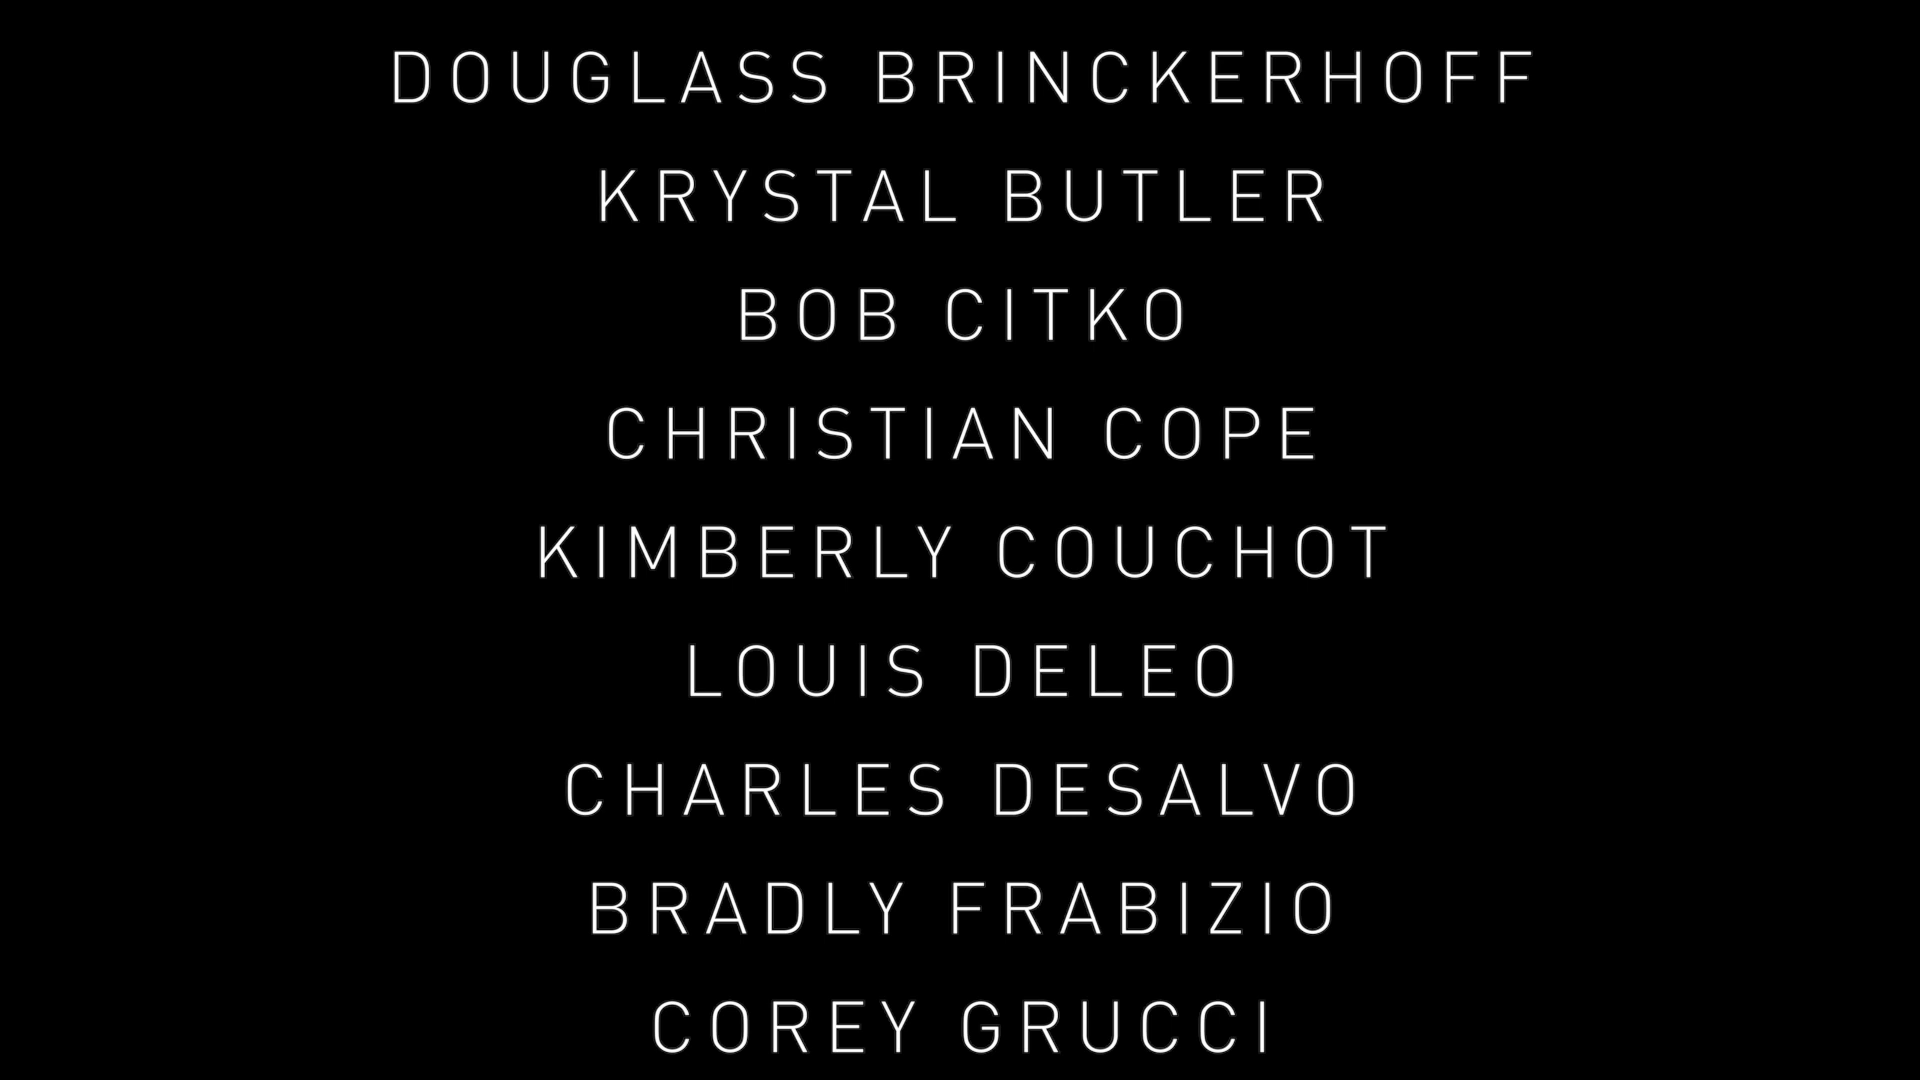 DOUGLASS BRINCKERHOFF
KRYSTAL BUTLER
BOB CITKO
CHRISTIAN COPE
KIMBERLY COUCHOT
LOUIS DELEO
CHARLES DESALVO
BRADLY FRABIZIO
COREY GRUCCI